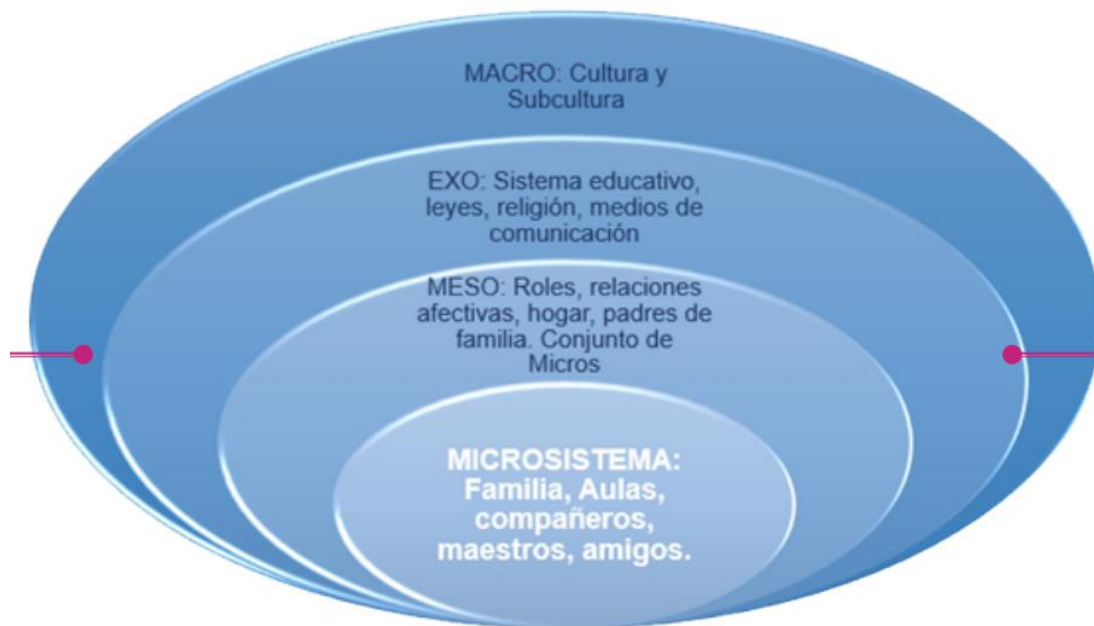 MACRO: Cultura y
Subcultura
EXO: Sistema educativo,
leyes, religión, medios de
comunicación
MESO: Roles, relaciones
afectivas, hogar, padres de
familia. Conjunto de
Micros
MICROSISTEMA:
Familia, Aulas,
compañeros,
maestros, amigos.